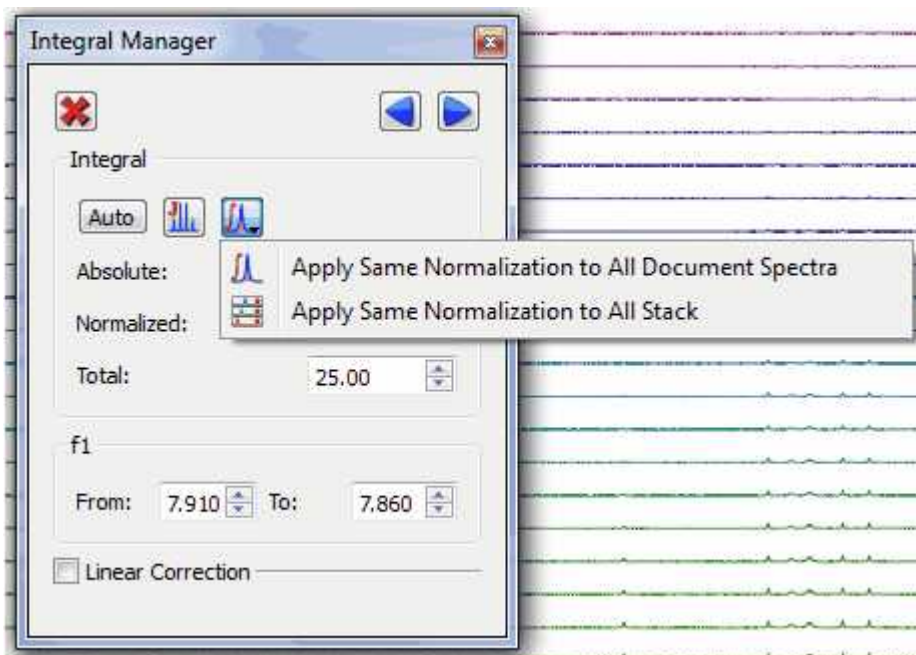 Integral Manager
Integral
Auto
Absolute:
Apply Same Normalization to All Document Spectra
Normalized:
Apply Same Normalization to All Stack
Total: 25.00
f1
From: 7.910 To: 7.860
Linear Correction